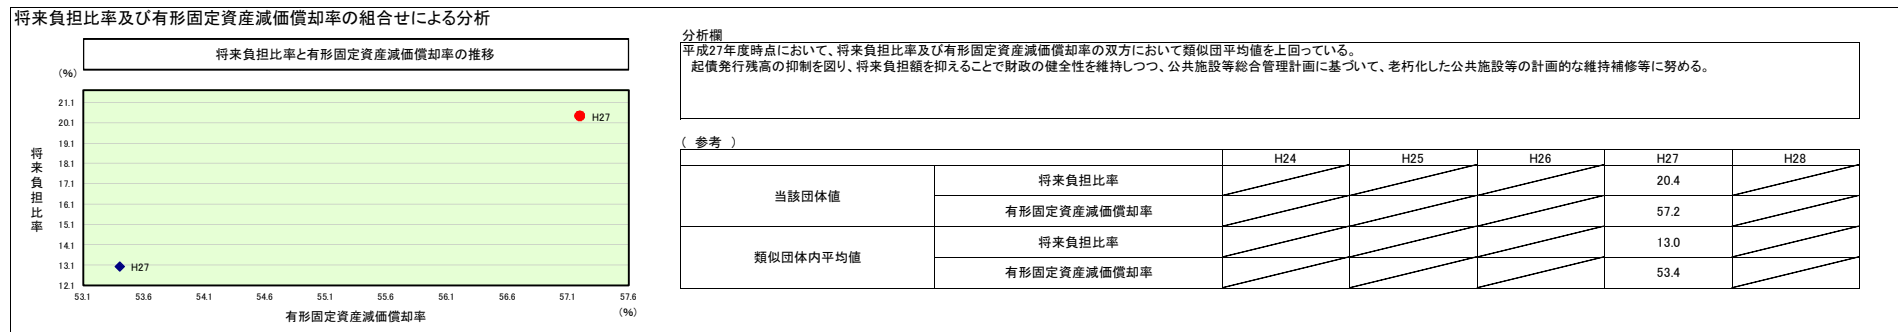 将来負担比率及び有形固定資産減価償却率の組合せによる分析
将来負担比率と有形固定資産減価償却率の推移
(%)
21.1
20.1
19.1
18.1
17.1
16.1
15.1
14.1
13.1
12.1
将来負担比率
H27
H27
53.1 53.6 54.1 54.6 55.1 55.6 56.1 56.6 57.1 57.6
有形固定資産減価償却率
(%)
分析欄
平成27年度時点において、将来負担比率及び有形固定資産減価償却率の双方において類似団平均値を上回っている。
起債発行残高の抑制を図り、将来負担額を抑えることで財政の健全性を維持しつつ、公共施設等総合管理計画に基づいて、老朽化した公共施設等の計画的な維持補修等に努める。
( 参考 )
H24 H25 H26 H27 H28
当該団体値
将来負担比率 20.4
有形固定資産減価償却率 57.2
類似団体内平均値
将来負担比率 13.0
有形固定資産減価償却率 53.4